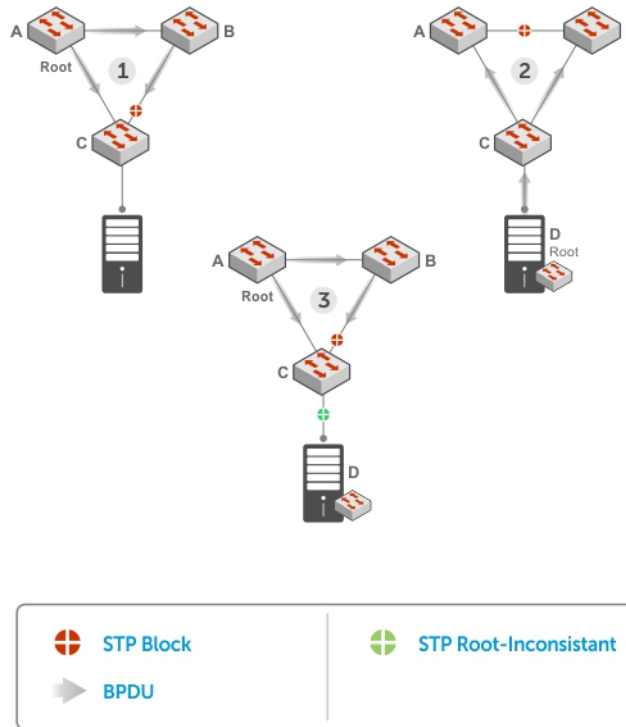 A
B
Root
1
C
A
2
C
D
Root
A
B
Root
3
C
D
STP Block
STP Root-Inconsistant
BPDU